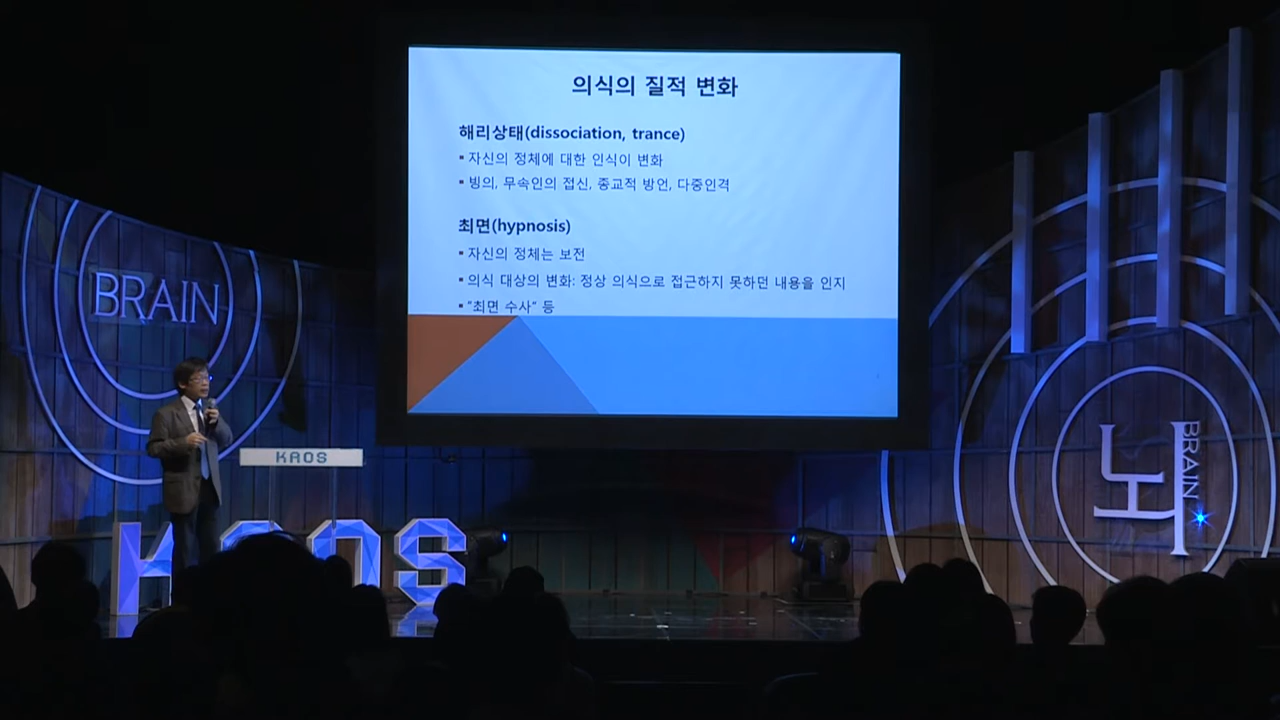 의식의 질적 변화
해리상태(dissociation, trance)
▪ 자신의 정체에 대한 인식이 변화
▪ 빙의, 무속인의 접신, 종교적 방언, 다중인격
최면(hypnosis)
▪ 자신의 정체는 보전
▪ 의식 대상의 변화: 정상 의식으로 접근하지 못하던 내용을 인지
▪ "최면 수사" 등
BRAIN
KAOS
KAOS
뇌
BRAIN